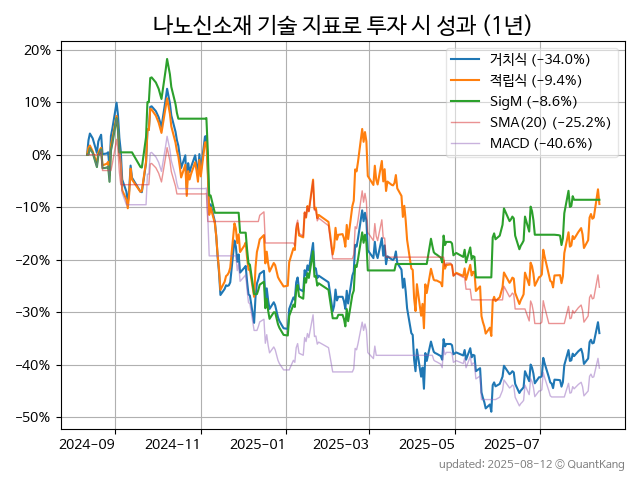 나노신소재 기술 지표로 투자 시 성과 (1년)
거치식 (−34.0%)
적립식 (−9.4%)
SigM (−8.6%)
SMA(20) (−25.2%)
MACD (−40.6%)
20%
10%
0%
−10%
−20%
−30%
−40%
−50%
2024-09 2024-11 2025-01 2025-03 2025-05 2025-07
updated: 2025-08-12 © QuantKang